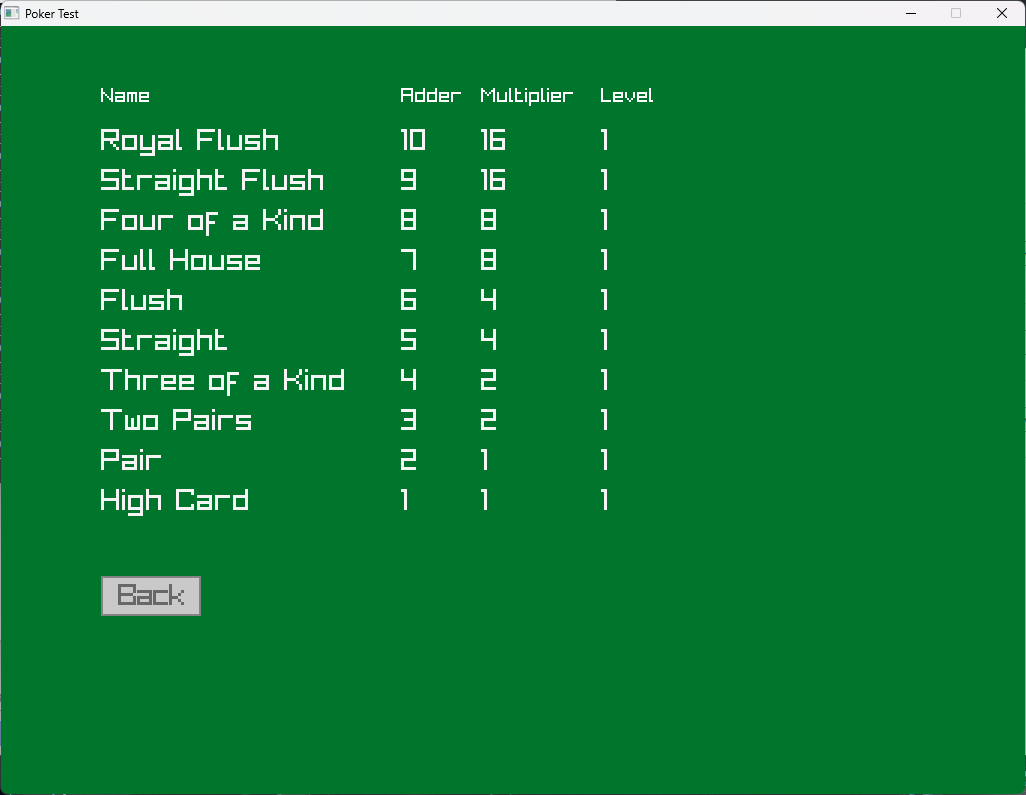 Poker Test
Name Adder Multiplier Level
Royal Flush 10 16 1
Straight Flush 9 16 1
Four of a Kind 8 8 1
Full House 7 8 1
Flush 6 4 1
Straight 5 4 1
Three of a Kind 4 2 1
Two Pairs 3 2 1
Pair 2 1 1
High Card 1 1 1
Back